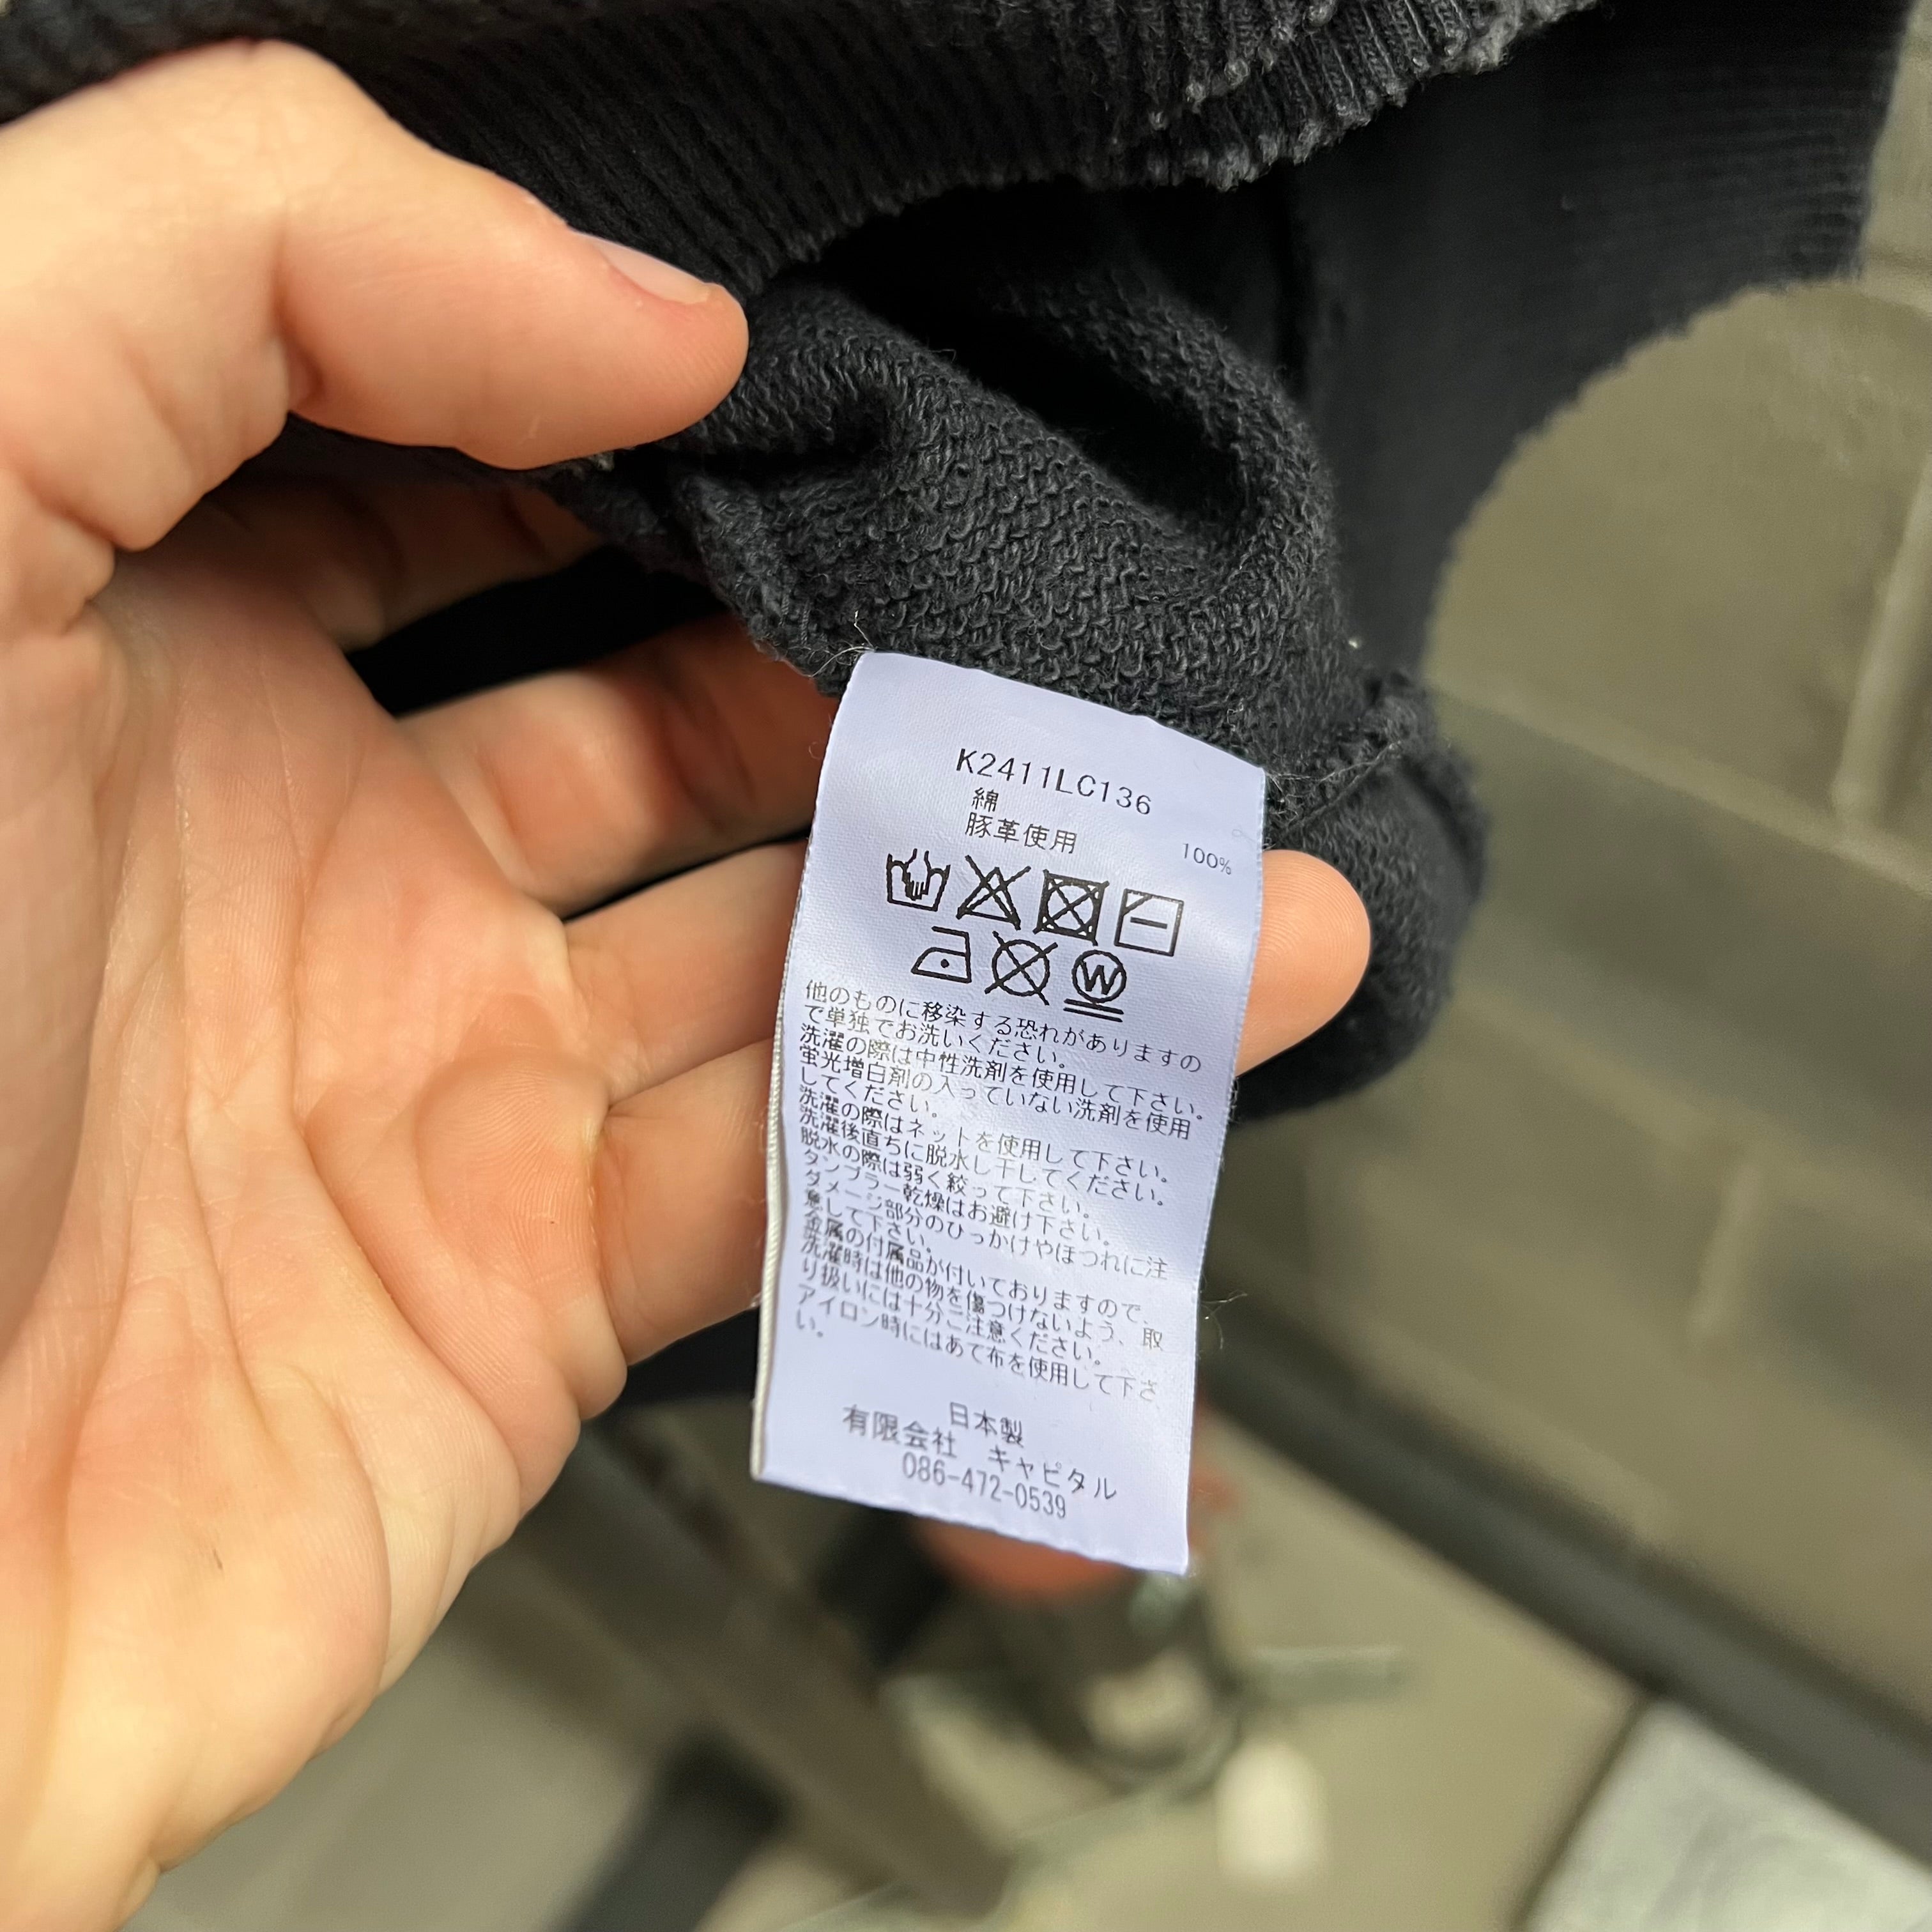 K2411LC136
綿 100%
豚革使用
W
他のものに移染する恐れがありますの
で単独でお洗いください。
洗濯の際は中性洗剤を使用して下さい。
蛍光増白剤の入っていない洗剤を使用
してください。
洗濯の際はネットを使用して下さい。
洗濯後直ちに脱水し干してください。
脱水の際は弱く絞って下さい。
タンブラー乾燥はお避け下さい。
ダメージ部分のひっかけやほつれに注
意して下さい。
金属の付属品が付いておりますので、
洗濯時は他の物を傷つけないよう、取
り扱いには十分ご注意ください。
アイロン時にはあて布を使用して下さ
い。
日本製
有限会社 キャピタル
086-472-0539